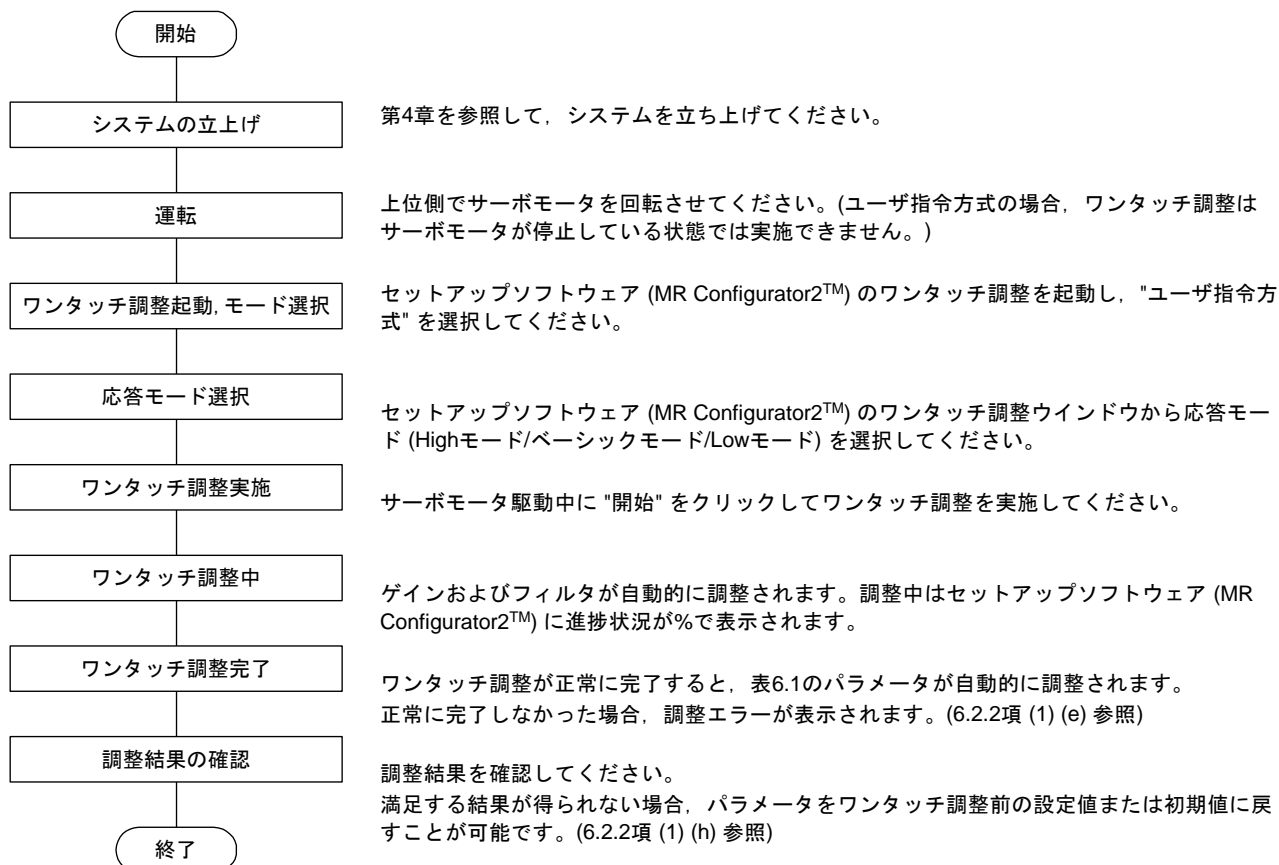 開始
システムの立上げ
第4章を参照して，システムを立ち上げてください。
運転
上位側でサーボモータを回転させてください。(ユーザ指令方式の場合，ワンタッチ調整は
サーボモータが停止している状態では実施できません。)
ワンタッチ調整起動, モード選択
セットアップソフトウェア (MR Configurator2TM) のワンタッチ調整を起動し，"ユーザ指令方
式" を選択してください。
応答モード選択
セットアップソフトウェア (MR Configurator2TM) のワンタッチ調整ウインドウから応答モー
ド (Highモード/ベーシックモード/Lowモード) を選択してください。
ワンタッチ調整実施
サーボモータ駆動中に "開始" をクリックしてワンタッチ調整を実施してください。
ワンタッチ調整中
ゲインおよびフィルタが自動的に調整されます。調整中はセットアップソフトウェア (MR
Configurator2TM) に進捗状況が%で表示されます。
ワンタッチ調整完了
ワンタッチ調整が正常に完了すると，表6.1のパラメータが自動的に調整されます。
正常に完了しなかった場合，調整エラーが表示されます。(6.2.2項 (1) (e) 参照)
調整結果の確認
調整結果を確認してください。
満足する結果が得られない場合，パラメータをワンタッチ調整前の設定値または初期値に戻
すことが可能です。(6.2.2項 (1) (h) 参照)
終了